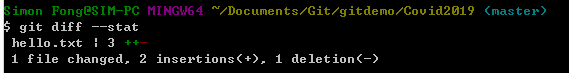 Simon Fong@SIM-PC MINGW64 ~/Documents/Git/gitdemo/Covid2019 (master)
$ git diff --stat
 hello.txt | 3 ++-
 1 file changed, 2 insertions(+), 1 deletion(-)